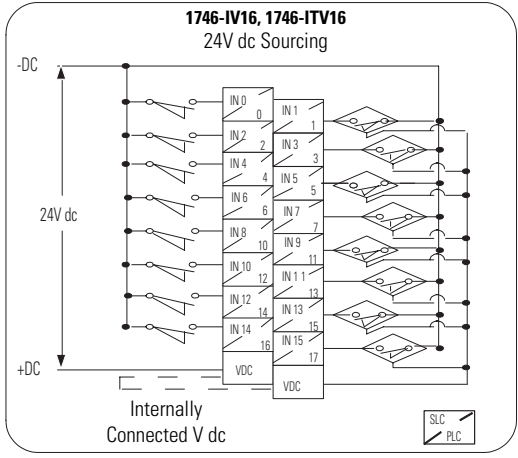 1746-IV16, 1746-ITV16
24V dc Sourcing
-DC
IN 0
0
IN 1
1
IN 2
2
IN 3
3
IN 4
4
IN 5
5
IN 6
6
IN 7
7
24V dc
IN 8
10
IN 9
11
IN 10
12
IN 11
13
IN 12
14
IN 13
15
IN 14
16
IN 15
17
+DC
VDC
VDC
Internally
Connected V dc
SLC
PLC